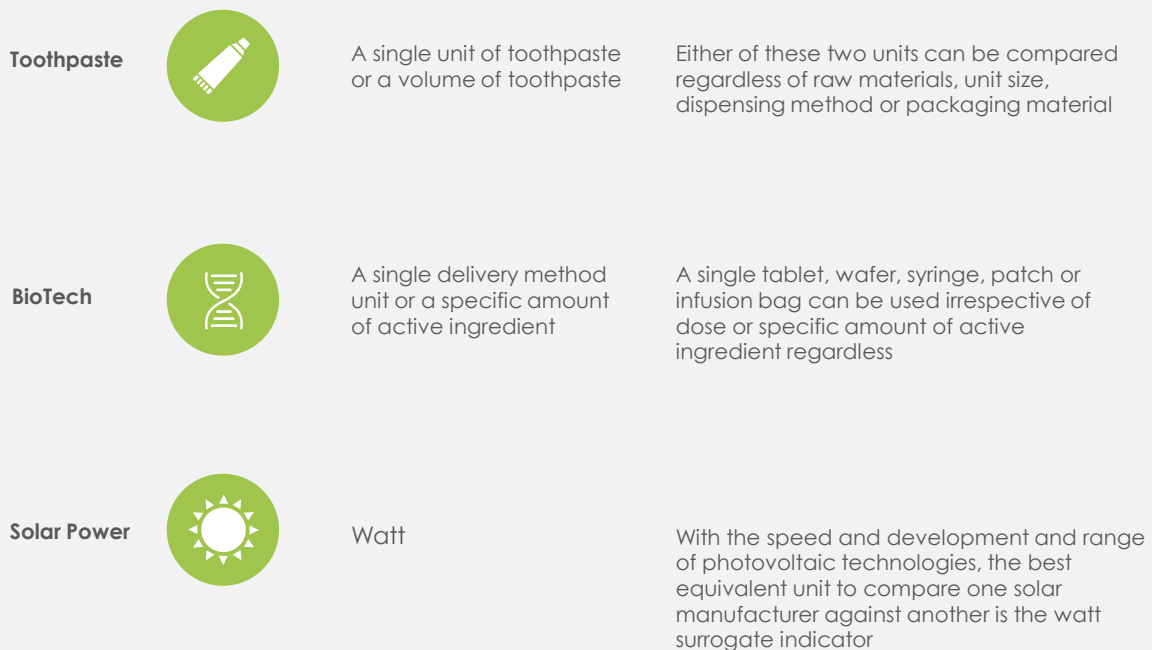 Toothpaste
A single unit of toothpaste
or a volume of toothpaste
Either of these two units can be compared
regardless of raw materials, unit size,
dispensing method or packaging material
BioTech
A single delivery method
unit or a specific amount
of active ingredient
A single tablet, wafer, syringe, patch or
infusion bag can be used irrespective of
dose or specific amount of active
ingredient regardless
Solar Power
Watt
With the speed and development and range
of photovoltaic technologies, the best
equivalent unit to compare one solar
manufacturer against another is the watt
surrogate indicator